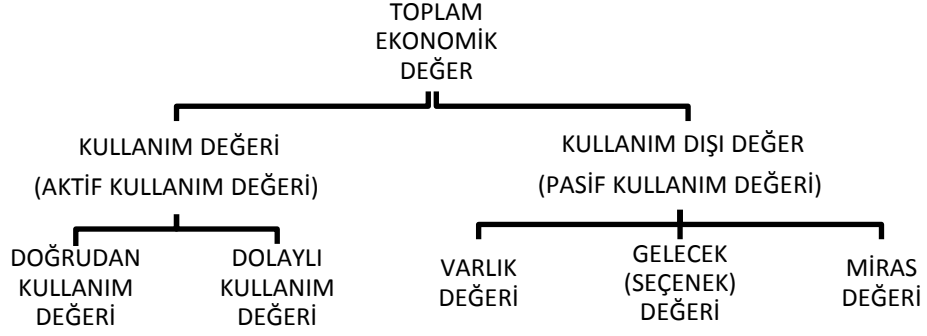 TOPLAM
EKONOMİK
DEĞER
KULLANIM DEĞERİ
(AKTİF KULLANIM DEĞERİ)
KULLANIM DIŞI DEĞER
(PASİF KULLANIM DEĞERİ)
DOĞRUDAN
KULLANIM
DEĞERİ
DOLAYLI
KULLANIM
DEĞERİ
VARLIK
DEĞERİ
GELECEK
(SEÇENEK)
DEĞERİ
MİRAS
DEĞERİ